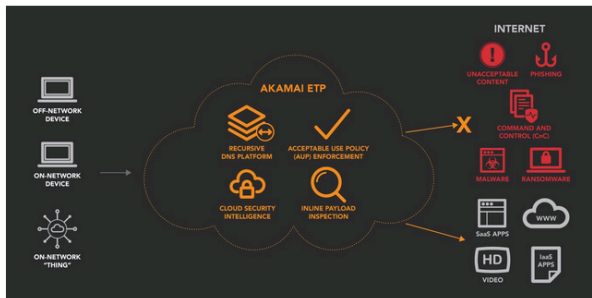 INTERNET
UNACCEPTABLE
CONTENT
PHISHING
AKAMAI ETP
OFF-NETWORK
DEVICE
COMMAND AND
CONTROL (CnC)
X
RECURSIVE
DNS PLATFORM
ACCEPTABLE USE POLICY
(AUP) ENFORCEMENT
ON-NETWORK
DEVICE
MALWARE
RANSOMWARE
CLOUD SECURITY
INTELLIGENCE
INLINE PAYLOAD
INSPECTION
SaaS APPS
WWW
ON-NETWORK
"THING"
HD
VIDEO
IaaS
APPS